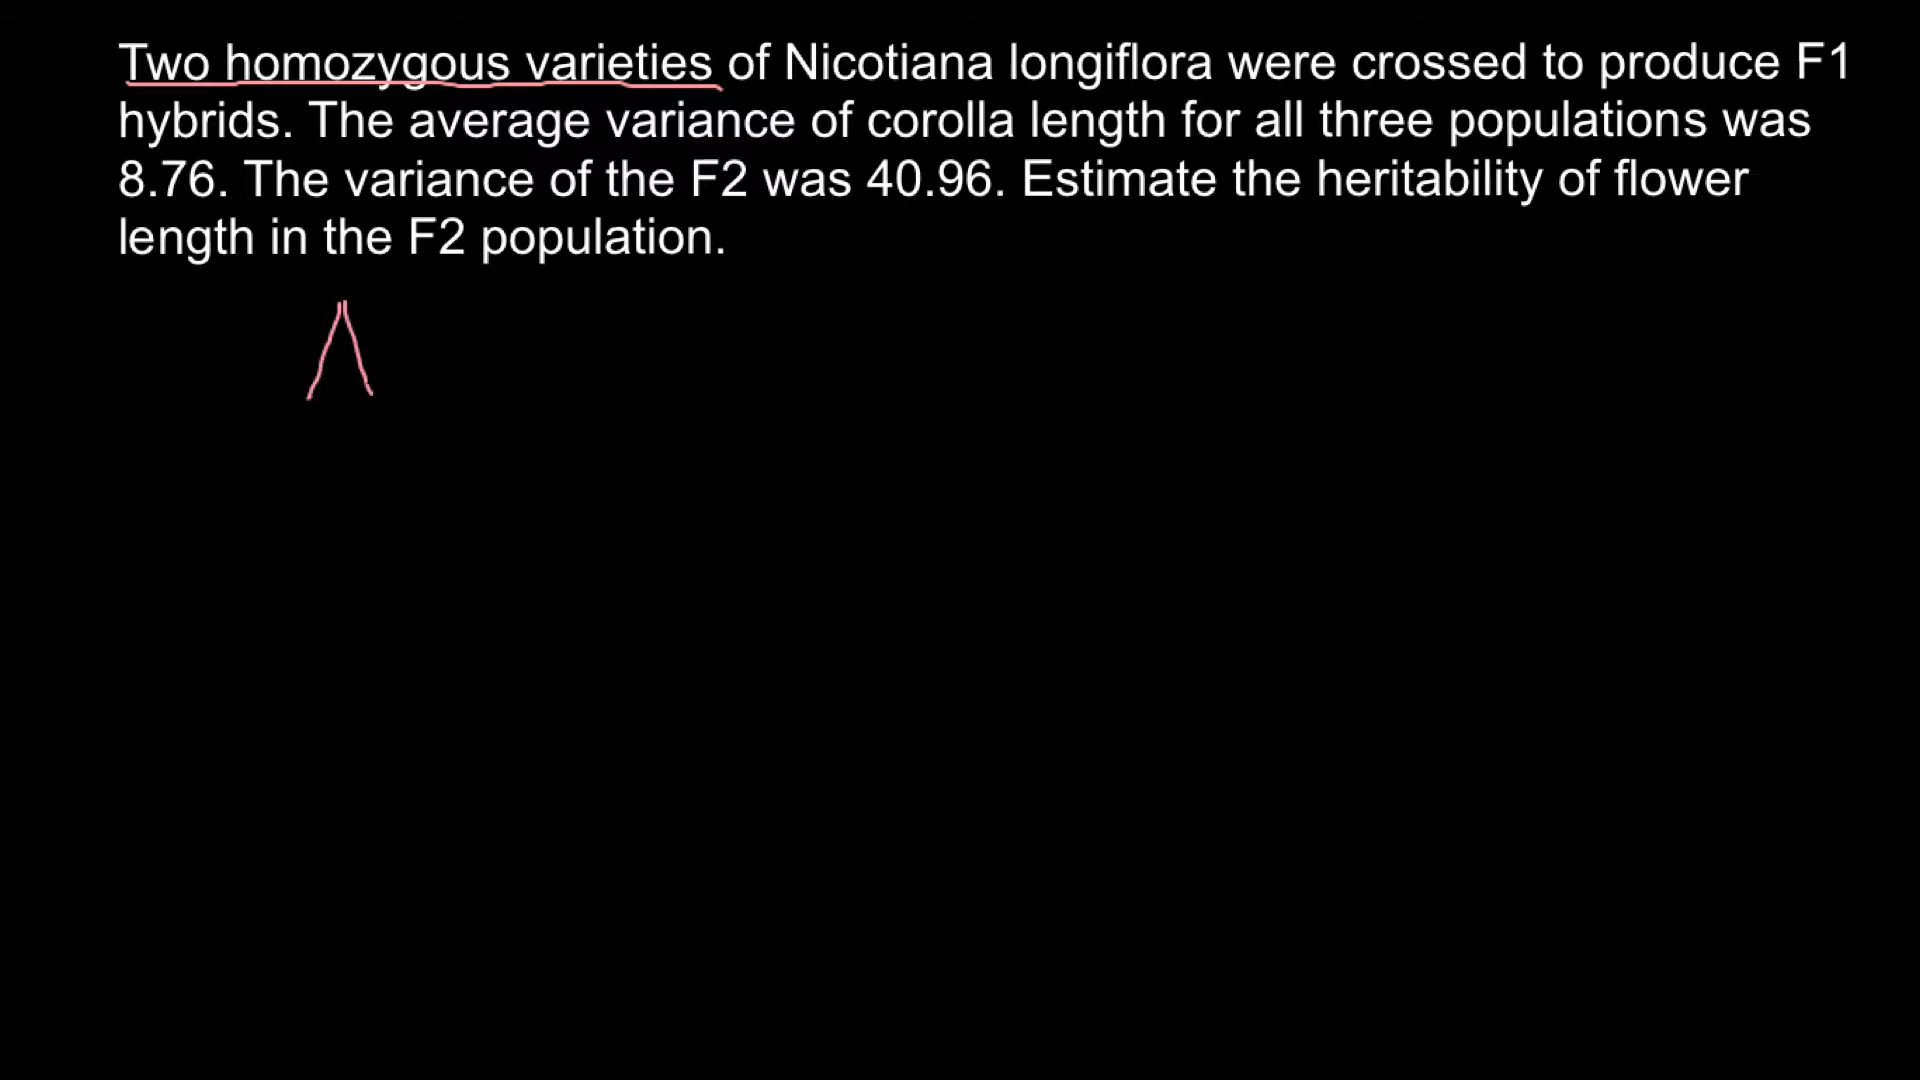 Two homozygous varieties of Nicotiana longiflora were crossed to produce F1
hybrids. The average variance of corolla length for all three populations was
8.76. The variance of the F2 was 40.96. Estimate the heritability of flower
length in the F2 population.